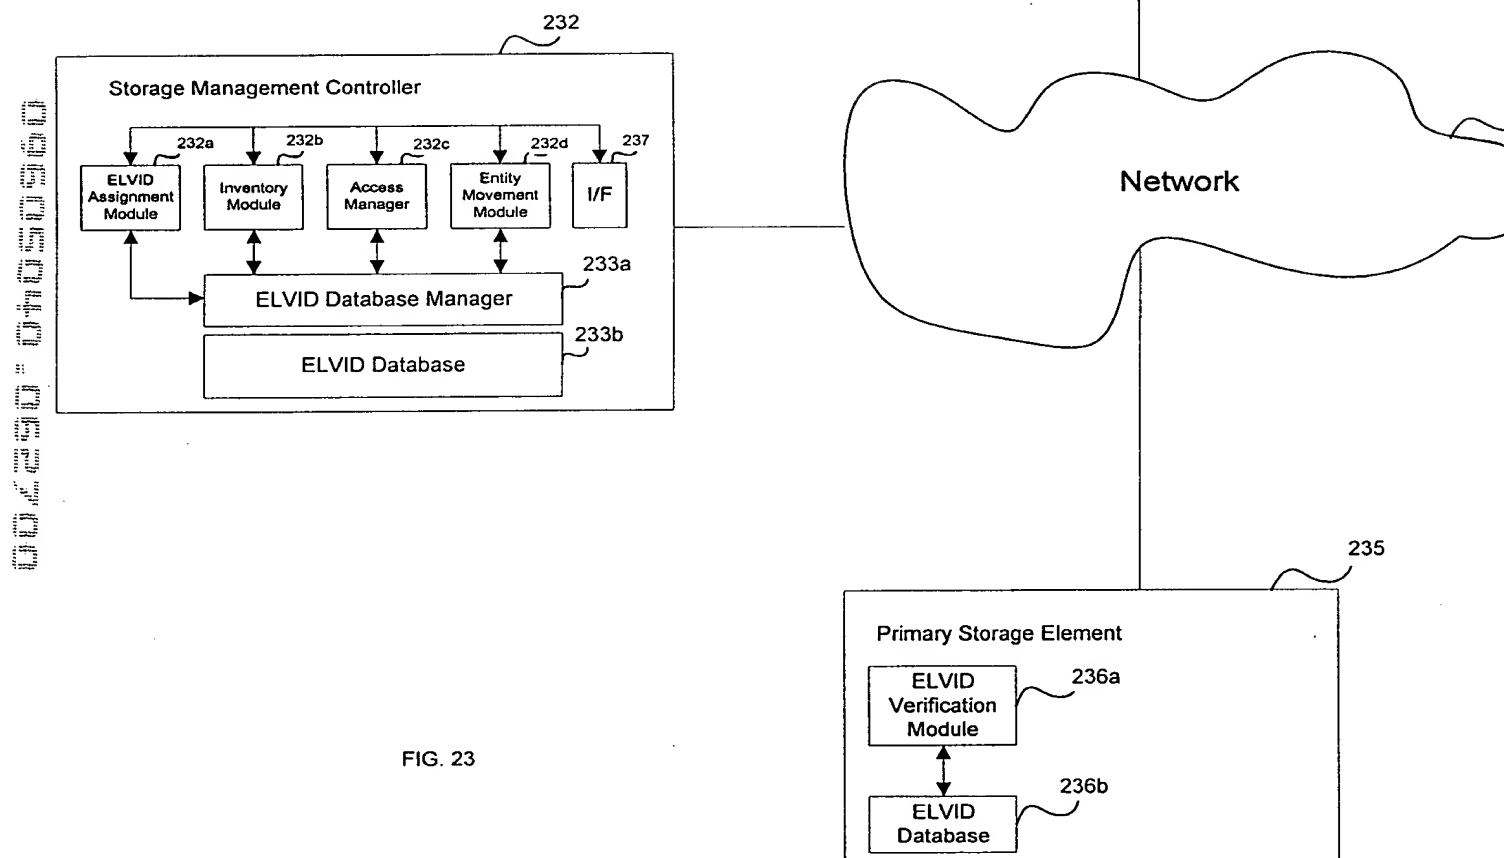 232
Storage Management Controller
232a
232b
232c
232d
237
ELVID
Assignment
Module
Inventory
Module
Access
Manager
Entity
Movement
Module
I/F
233a
ELVID Database Manager
233b
ELVID Database
Network
09605040.062700
235
Primary Storage Element
ELVID
Verification
Module
236a
ELVID
Database
236b
FIG. 23